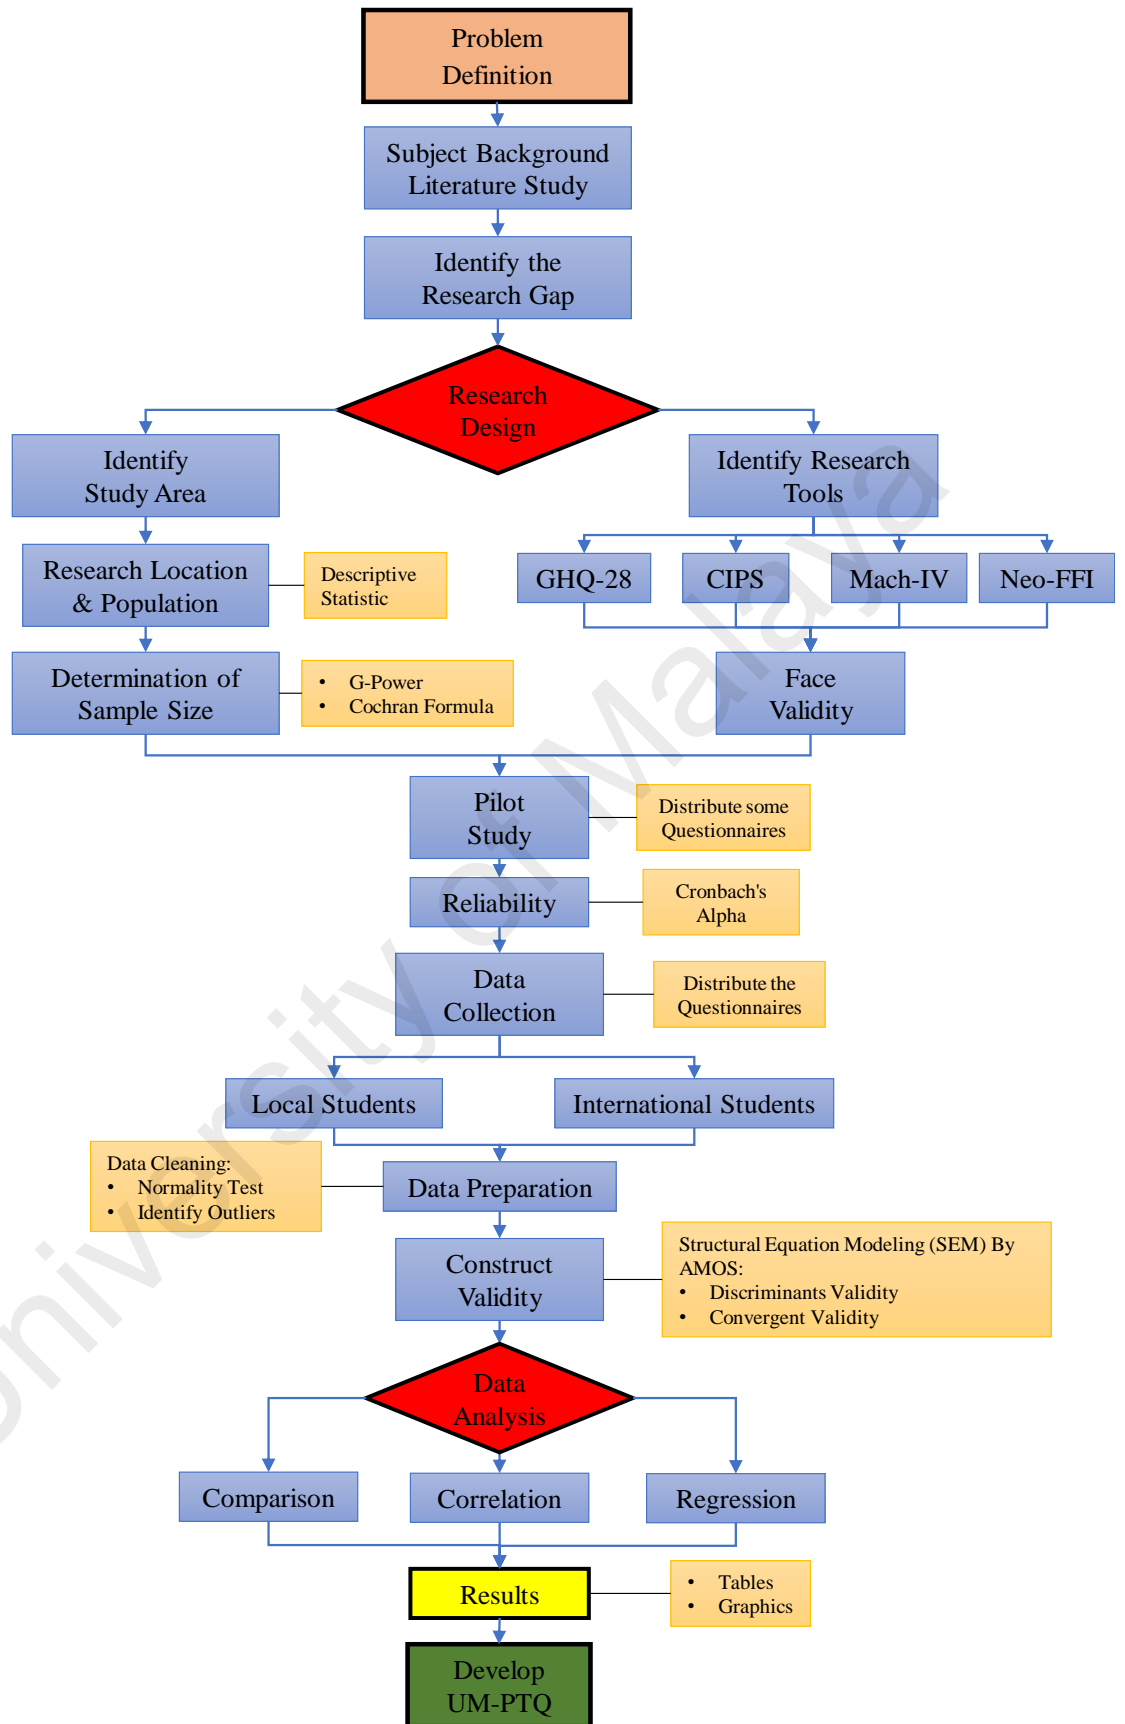 Problem
Definition
Subject Background
Literature Study
Identify the
Research Gap
Research
Design
Identify
Study Area
Identify Research
Tools
Research Location
& Population
Descriptive
Statistic
GHQ-28
CIPS
Mach-IV
Neo-FFI
Determination of
Sample Size
• G-Power
• Cochran Formula
Face
Validity
Pilot
Study
Distribute some
Questionnaires
Reliability
Cronbach's
Alpha
Data
Collection
Distribute the
Questionnaires
Local Students
International Students
Data Cleaning:
• Normality Test
• Identify Outliers
Data Preparation
Construct
Validity
Structural Equation Modeling (SEM) By
AMOS:
• Discriminants Validity
• Convergent Validity
Data
Analysis
Comparison
Correlation
Regression
Results
• Tables
• Graphics
Develop
UM-PTQ
University of Malaya